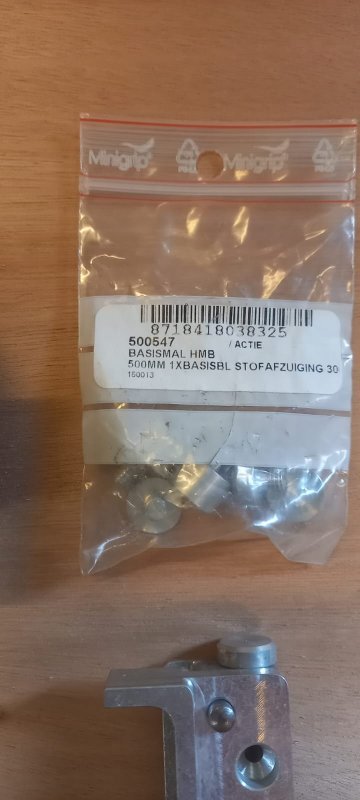 Minigrip® Minigrip®
8718418038325
500547 / ACTIE
BASISMAL HMB
500MM 1XBASISBL STOFAFZUIGING 30
150013